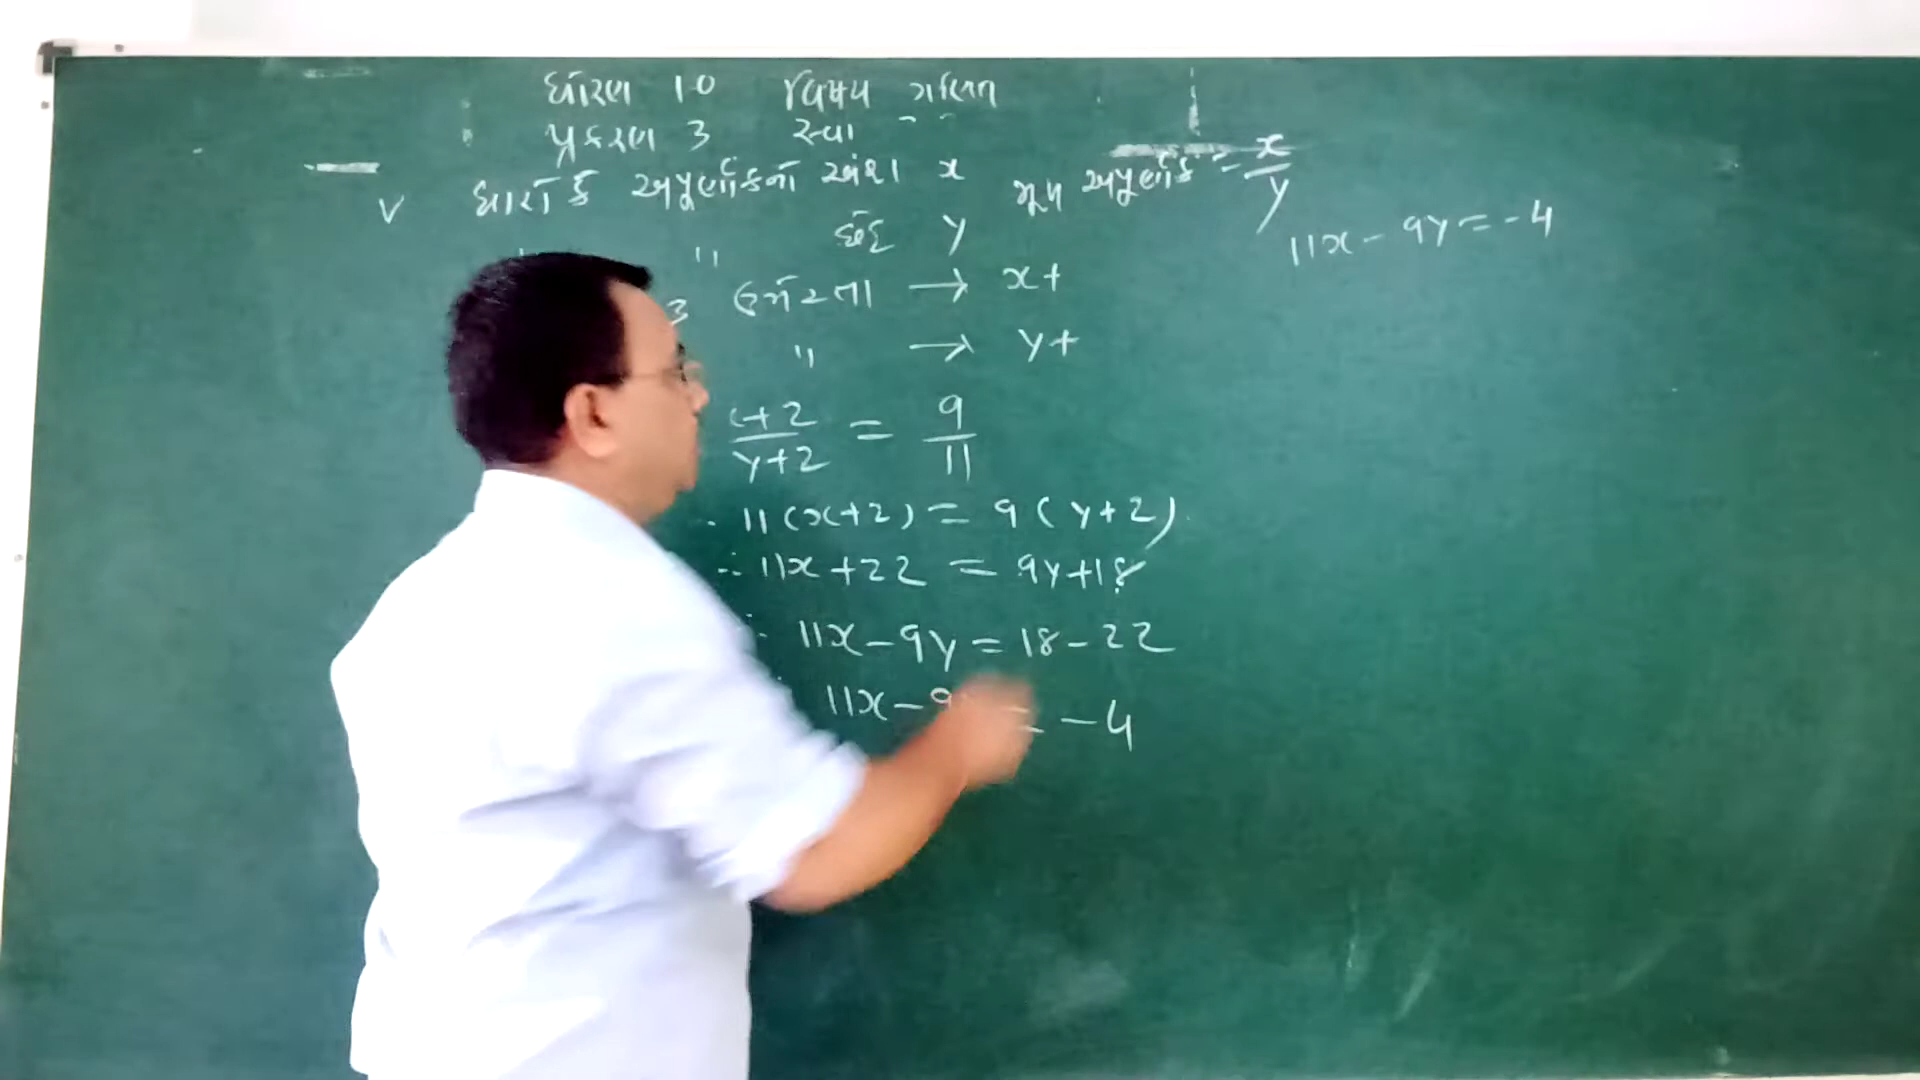 ધોરણ 10 વિષય ગણિત
પ્રકરણ 3 સ્વા
V ધારો કે અપૂર્ણાંકનો અંશ x મૂળ અપૂર્ણાંક = x/y
" " છેદ y
11x - 9y = -4
3 ઉમેરતા → x+
" → y+
+2/y+2 = 9/11
11(x+2) = 9(y+2)
∴ 11x+22 = 9y+18
∴ 11x-9y = 18-22
11x-9 = -4